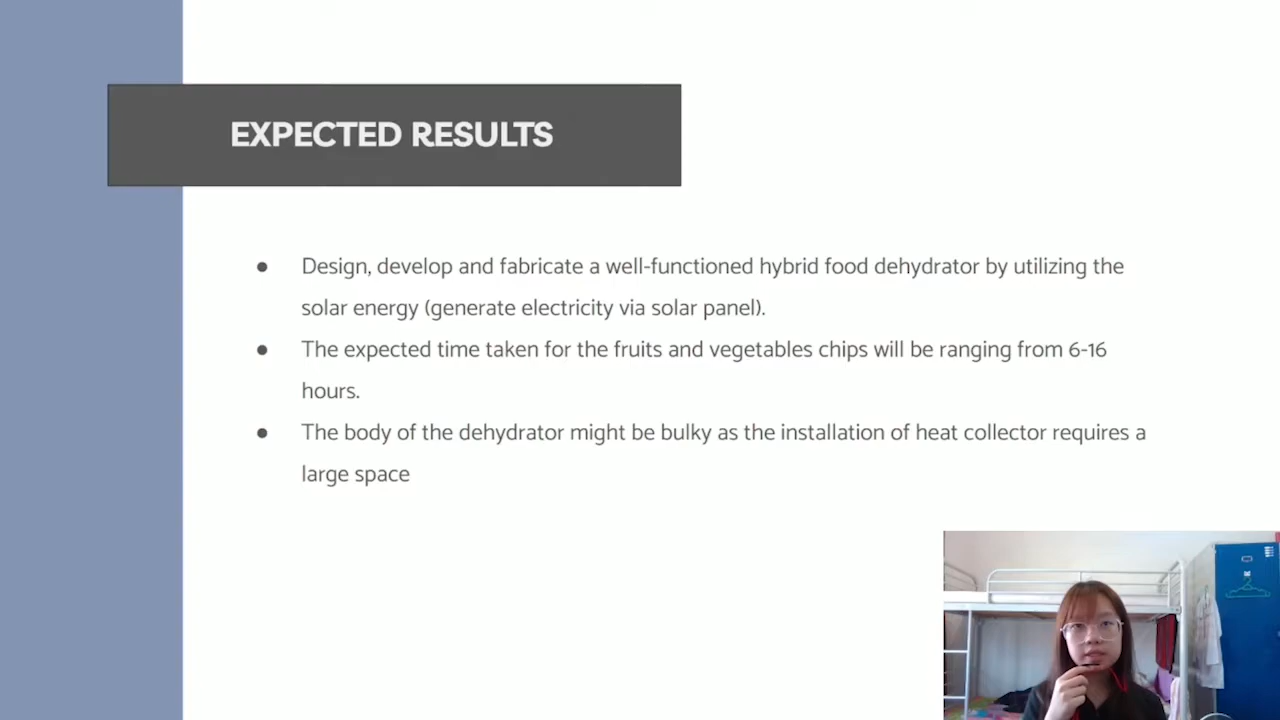 EXPECTED RESULTS
● Design, develop and fabricate a well-functioned hybrid food dehydrator by utilizing the
solar energy (generate electricity via solar panel).
● The expected time taken for the fruits and vegetables chips will be ranging from 6-16
hours.
● The body of the dehydrator might be bulky as the installation of heat collector requires a
large space